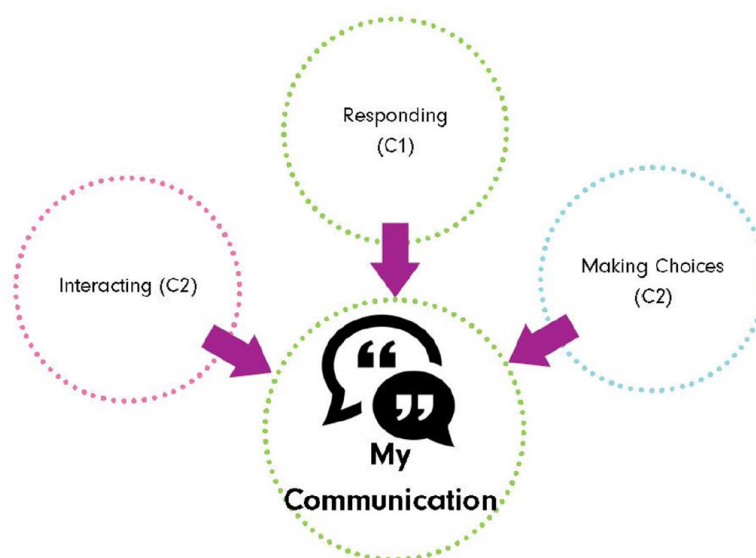 Responding
(C1)
Interacting (C2)
Making Choices
(C2)
“
”
My
Communication